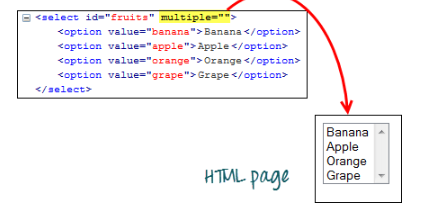 <select id="fruits" multiple="">
<option value="banana">Banana</option>
<option value="apple">Apple</option>
<option value="orange">Orange</option>
<option value="grape">Grape</option>
</select>
Banana
Apple
Orange
Grape
HTML page